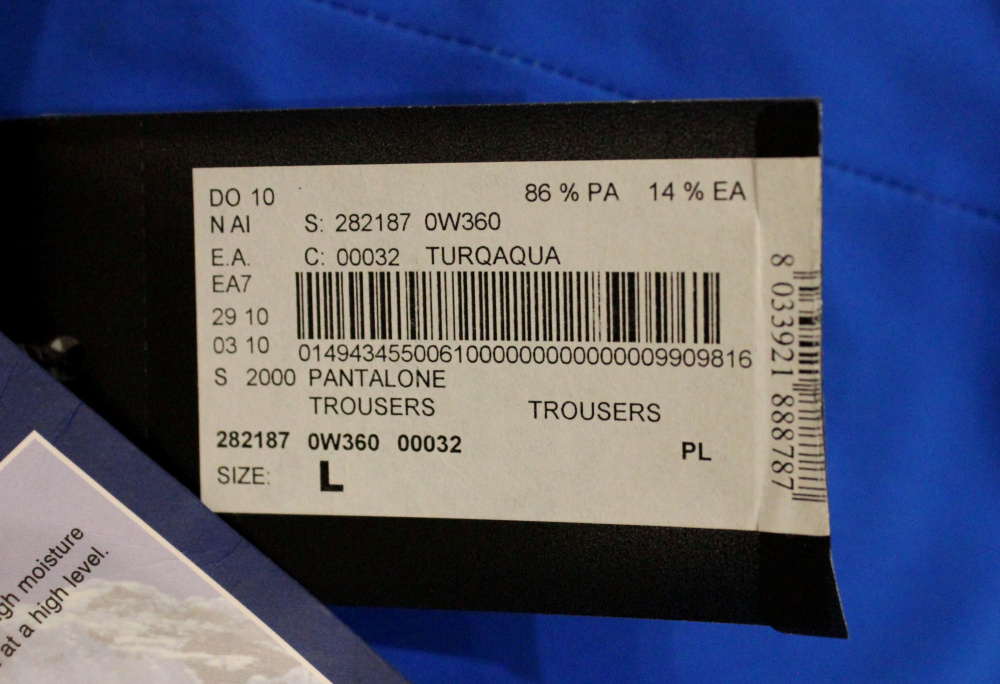 DO 10 86 % PA 14 % EA
N AI S: 282187 0W360
E.A. C: 00032 TURQAQUA
EA7
29 10
03 10 014943455006100000000000000009909816
S 2000 PANTALONE
TROUSERS TROUSERS
282187 0W360 00032 PL
SIZE: L
8 033921 888787
gh moisture
at a high level.